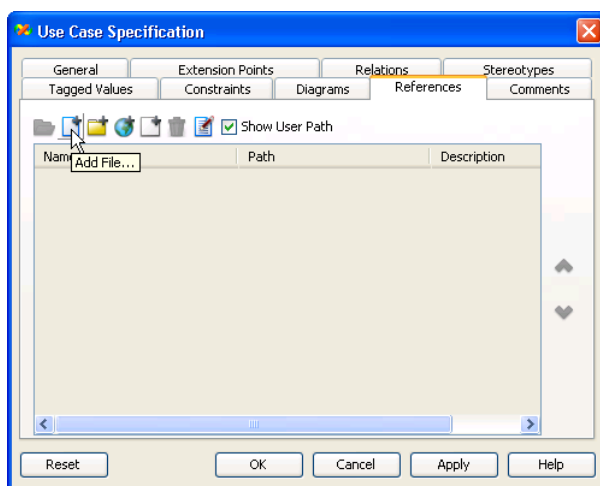 Use Case Specification
General Extension Points Relations Stereotypes
Tagged Values Constraints Diagrams References Comments
Show User Path
Name Path Description
Add File...
Reset OK Cancel Apply Help